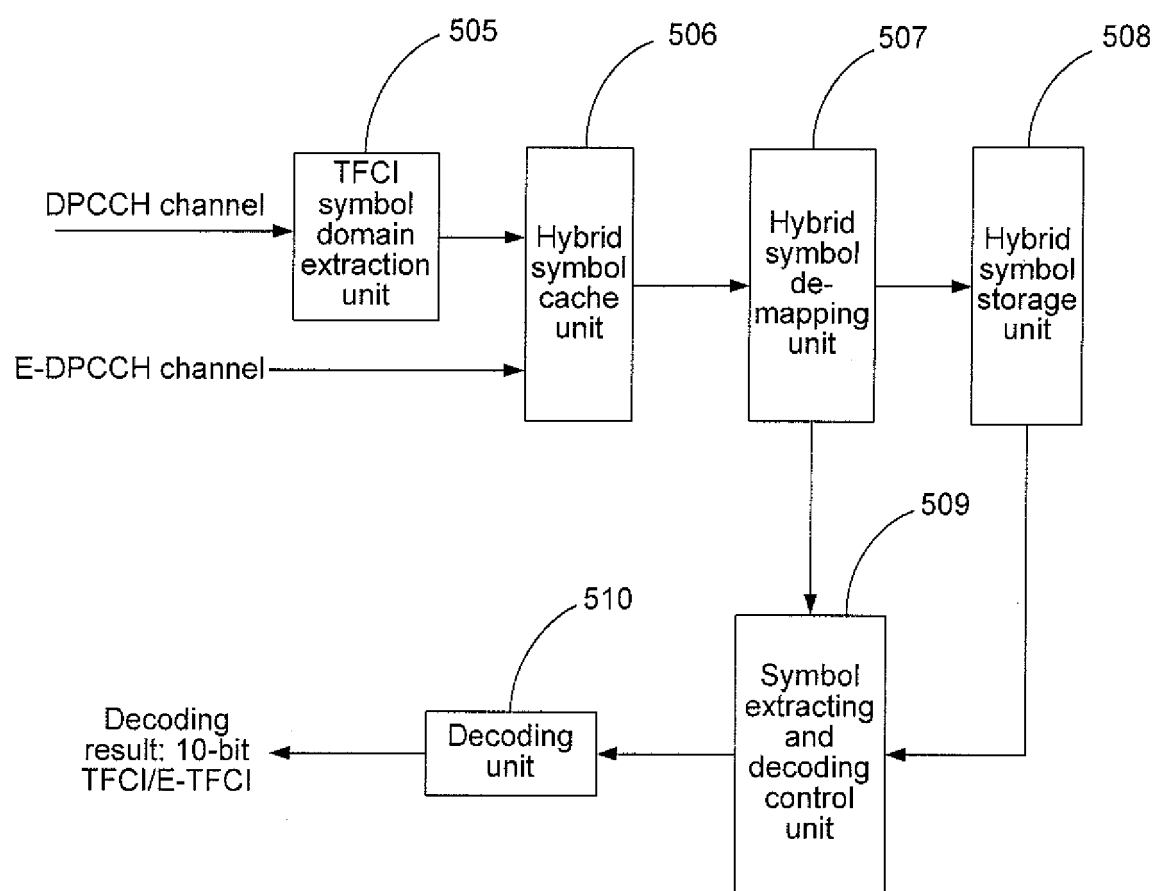 505
506
507
508
DPCCH channel
TFCI
symbol
domain
extraction
unit
E-DPCCH channel
Hybrid
symbol
cache
unit
Hybrid
symbol
de-
mapping
unit
Hybrid
symbol
storage
unit
509
510
Symbol
extracting
and
decoding
control
unit
Decoding
unit
Decoding
result: 10-bit
TFCI/E-TFCI